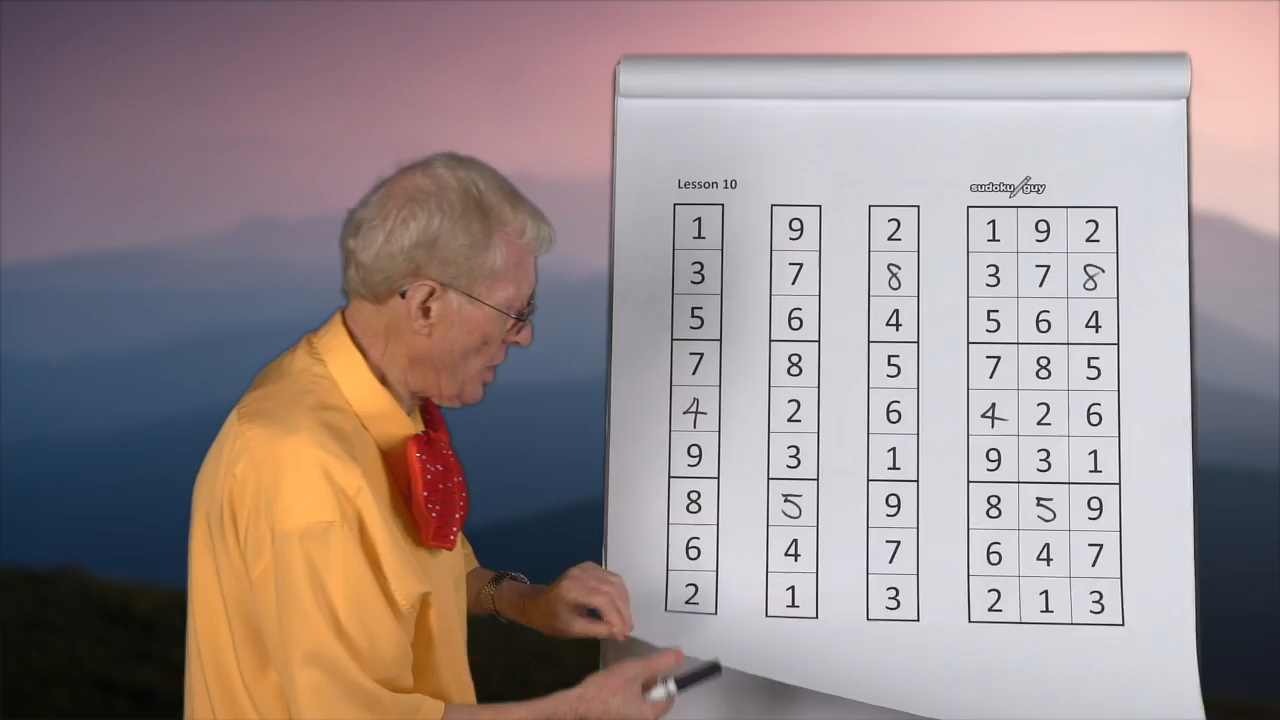 Lesson 10 sudoku guy
1 9 2 1 9 2
3 7 8 3 7 8
5 6 4 5 6 4
7 8 5 7 8 5
4 2 6 4 2 6
9 3 1 9 3 1
8 5 9 8 5 9
6 4 7 6 4 7
2 1 3 2 1 3